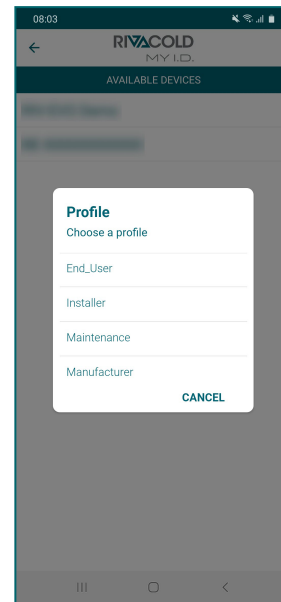 08:03
RIVACOLD
MY I.D.
AVAILABLE DEVICES
Profile
Choose a profile
End_User
Installer
Maintenance
Manufacturer
CANCEL